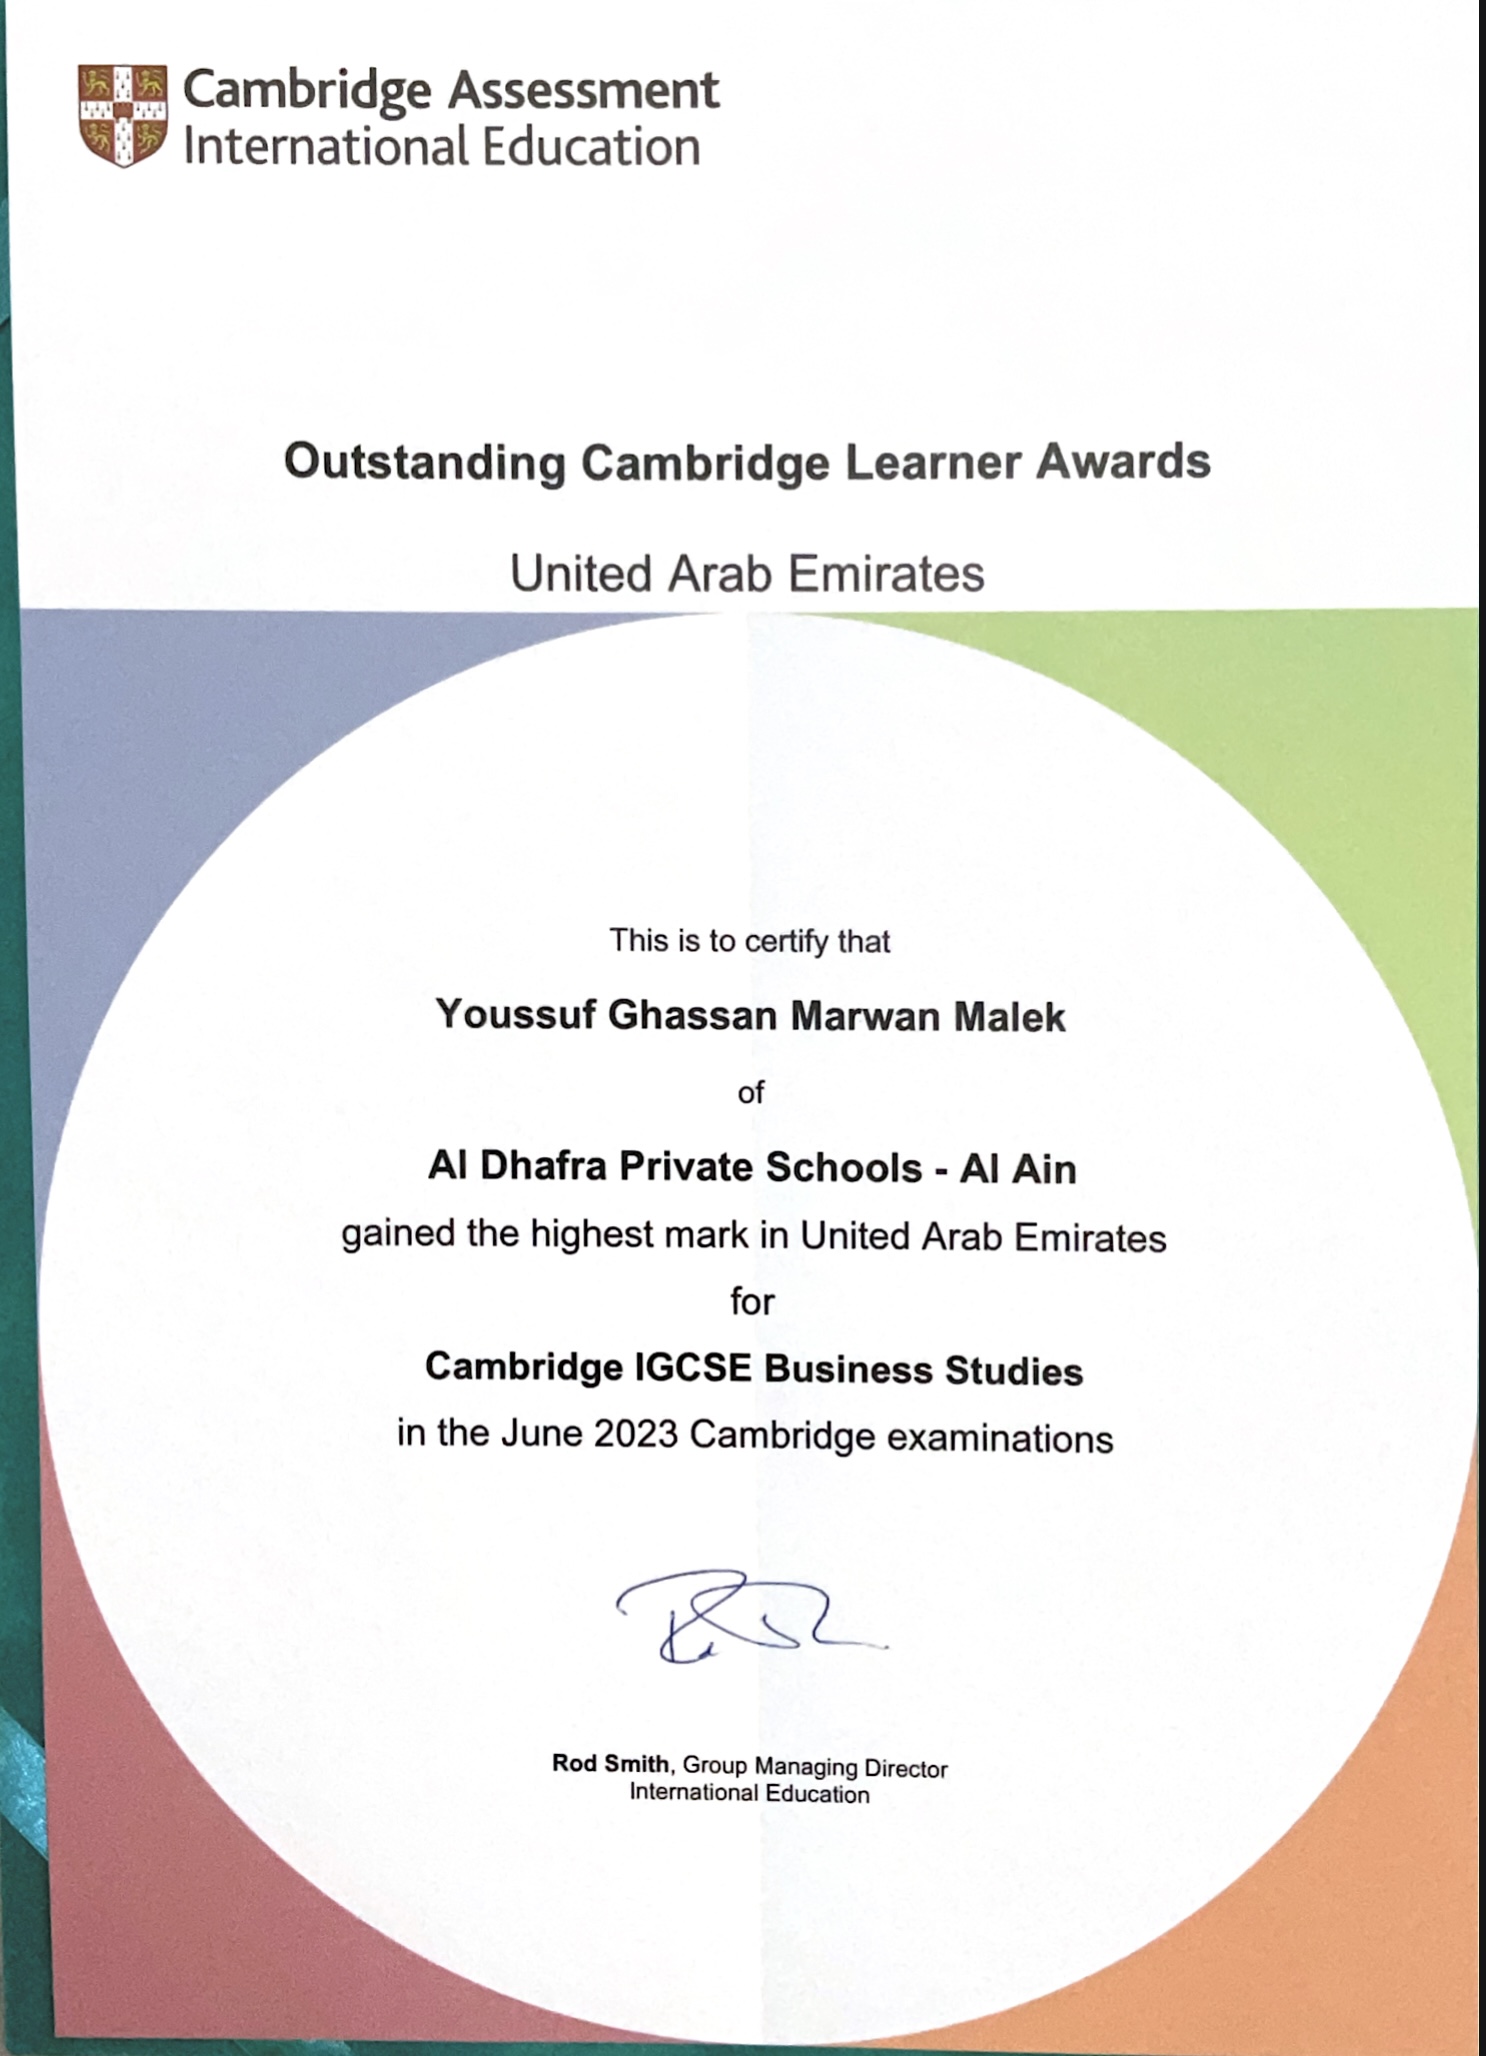 Cambridge Assessment
International Education
Outstanding Cambridge Learner Awards
United Arab Emirates
This is to certify that
Youssuf Ghassan Marwan Malek
of
Al Dhafra Private Schools - Al Ain
gained the highest mark in United Arab Emirates
for
Cambridge IGCSE Business Studies
in the June 2023 Cambridge examinations
Rod Smith, Group Managing Director
International Education